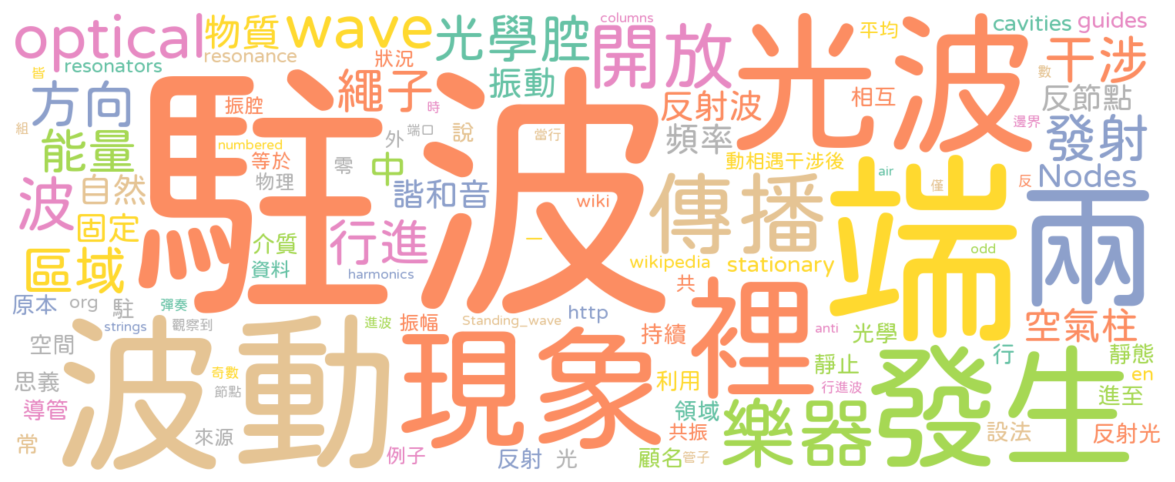 columns
optical
物質
wave
光學腔
開放
光波
平均
cavities
guides
resonators
resonance
狀況
干涉
皆
方向
振腔
繩子
振動
反射波
相互
數
反節點
組
能量
numbered
時
外
端口
說
當行
頻率
邊界
發射
等於
零
中
動相遇干涉後
波
自然
物理
諧和音
wiki
傳播
air
僅
反
Nodes
固定
介質
行進
一
端
兩
區域
資料
harmonics
駐波
wikipedia
stationary
odd
原本
org
駐
彈奏
共
裡
http
strings
觀察到
進波
振幅
Standing_wave
持續
anti
光學
空氣柱
空間
波動
現象
靜止
行
靜態
思義
奇數
節點
利用
行進波
發生
en
進至
導管
領域
樂器
常
來源
例子
反射
光
共振
顧名
管子
設法
反射光